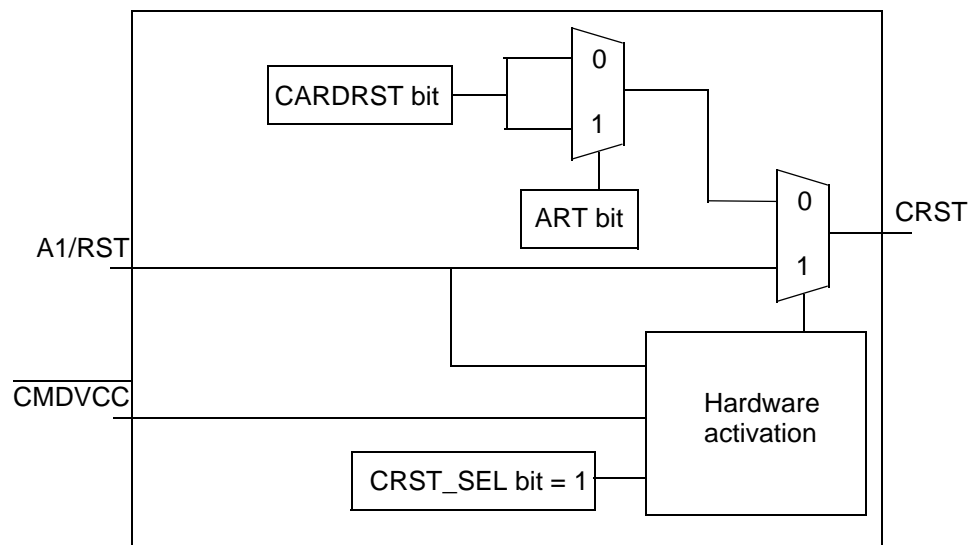 0
CARDRST bit
1
ART bit
0
CRST
A1/RST
1
CMDVCC
Hardware
activation
CRST_SEL bit = 1